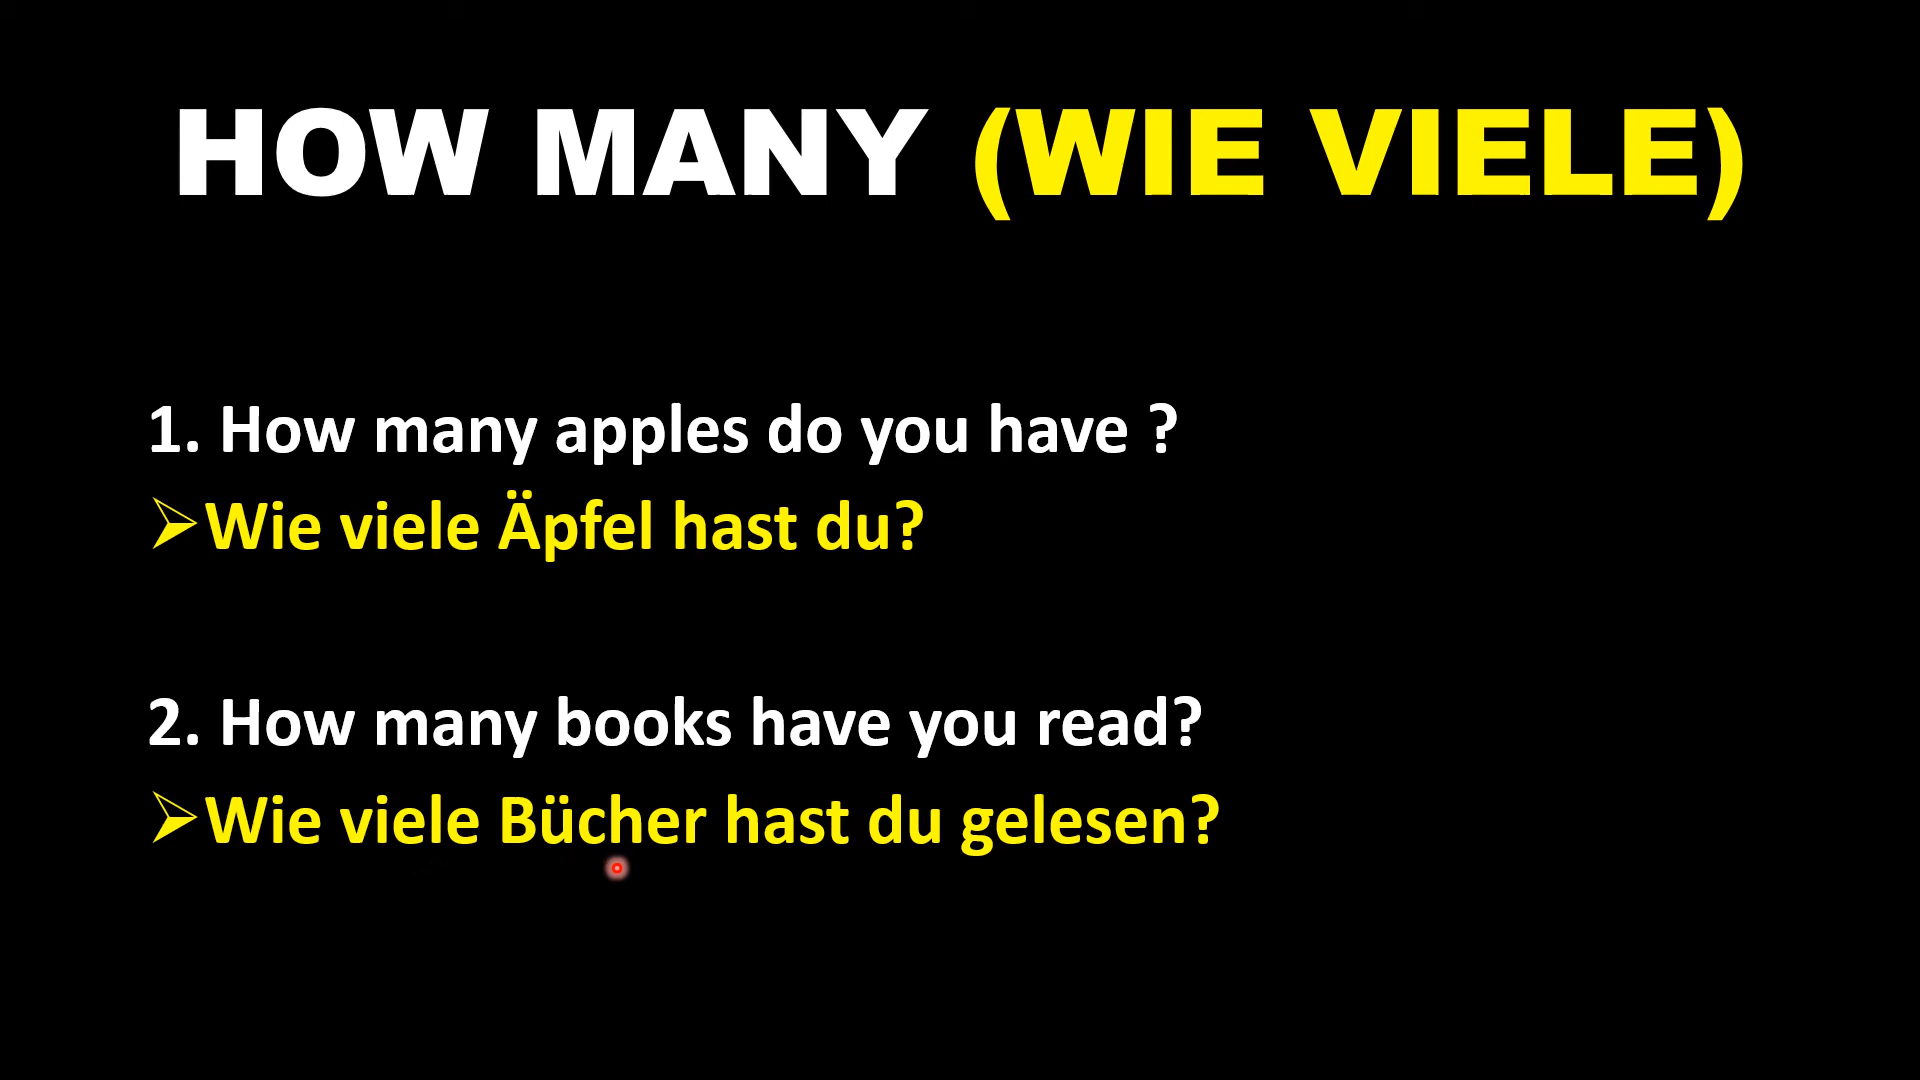 HOW MANY (WIE VIELE)
1. How many apples do you have ?
➢Wie viele Äpfel hast du?
2. How many books have you read?
➢Wie viele Bücher hast du gelesen?